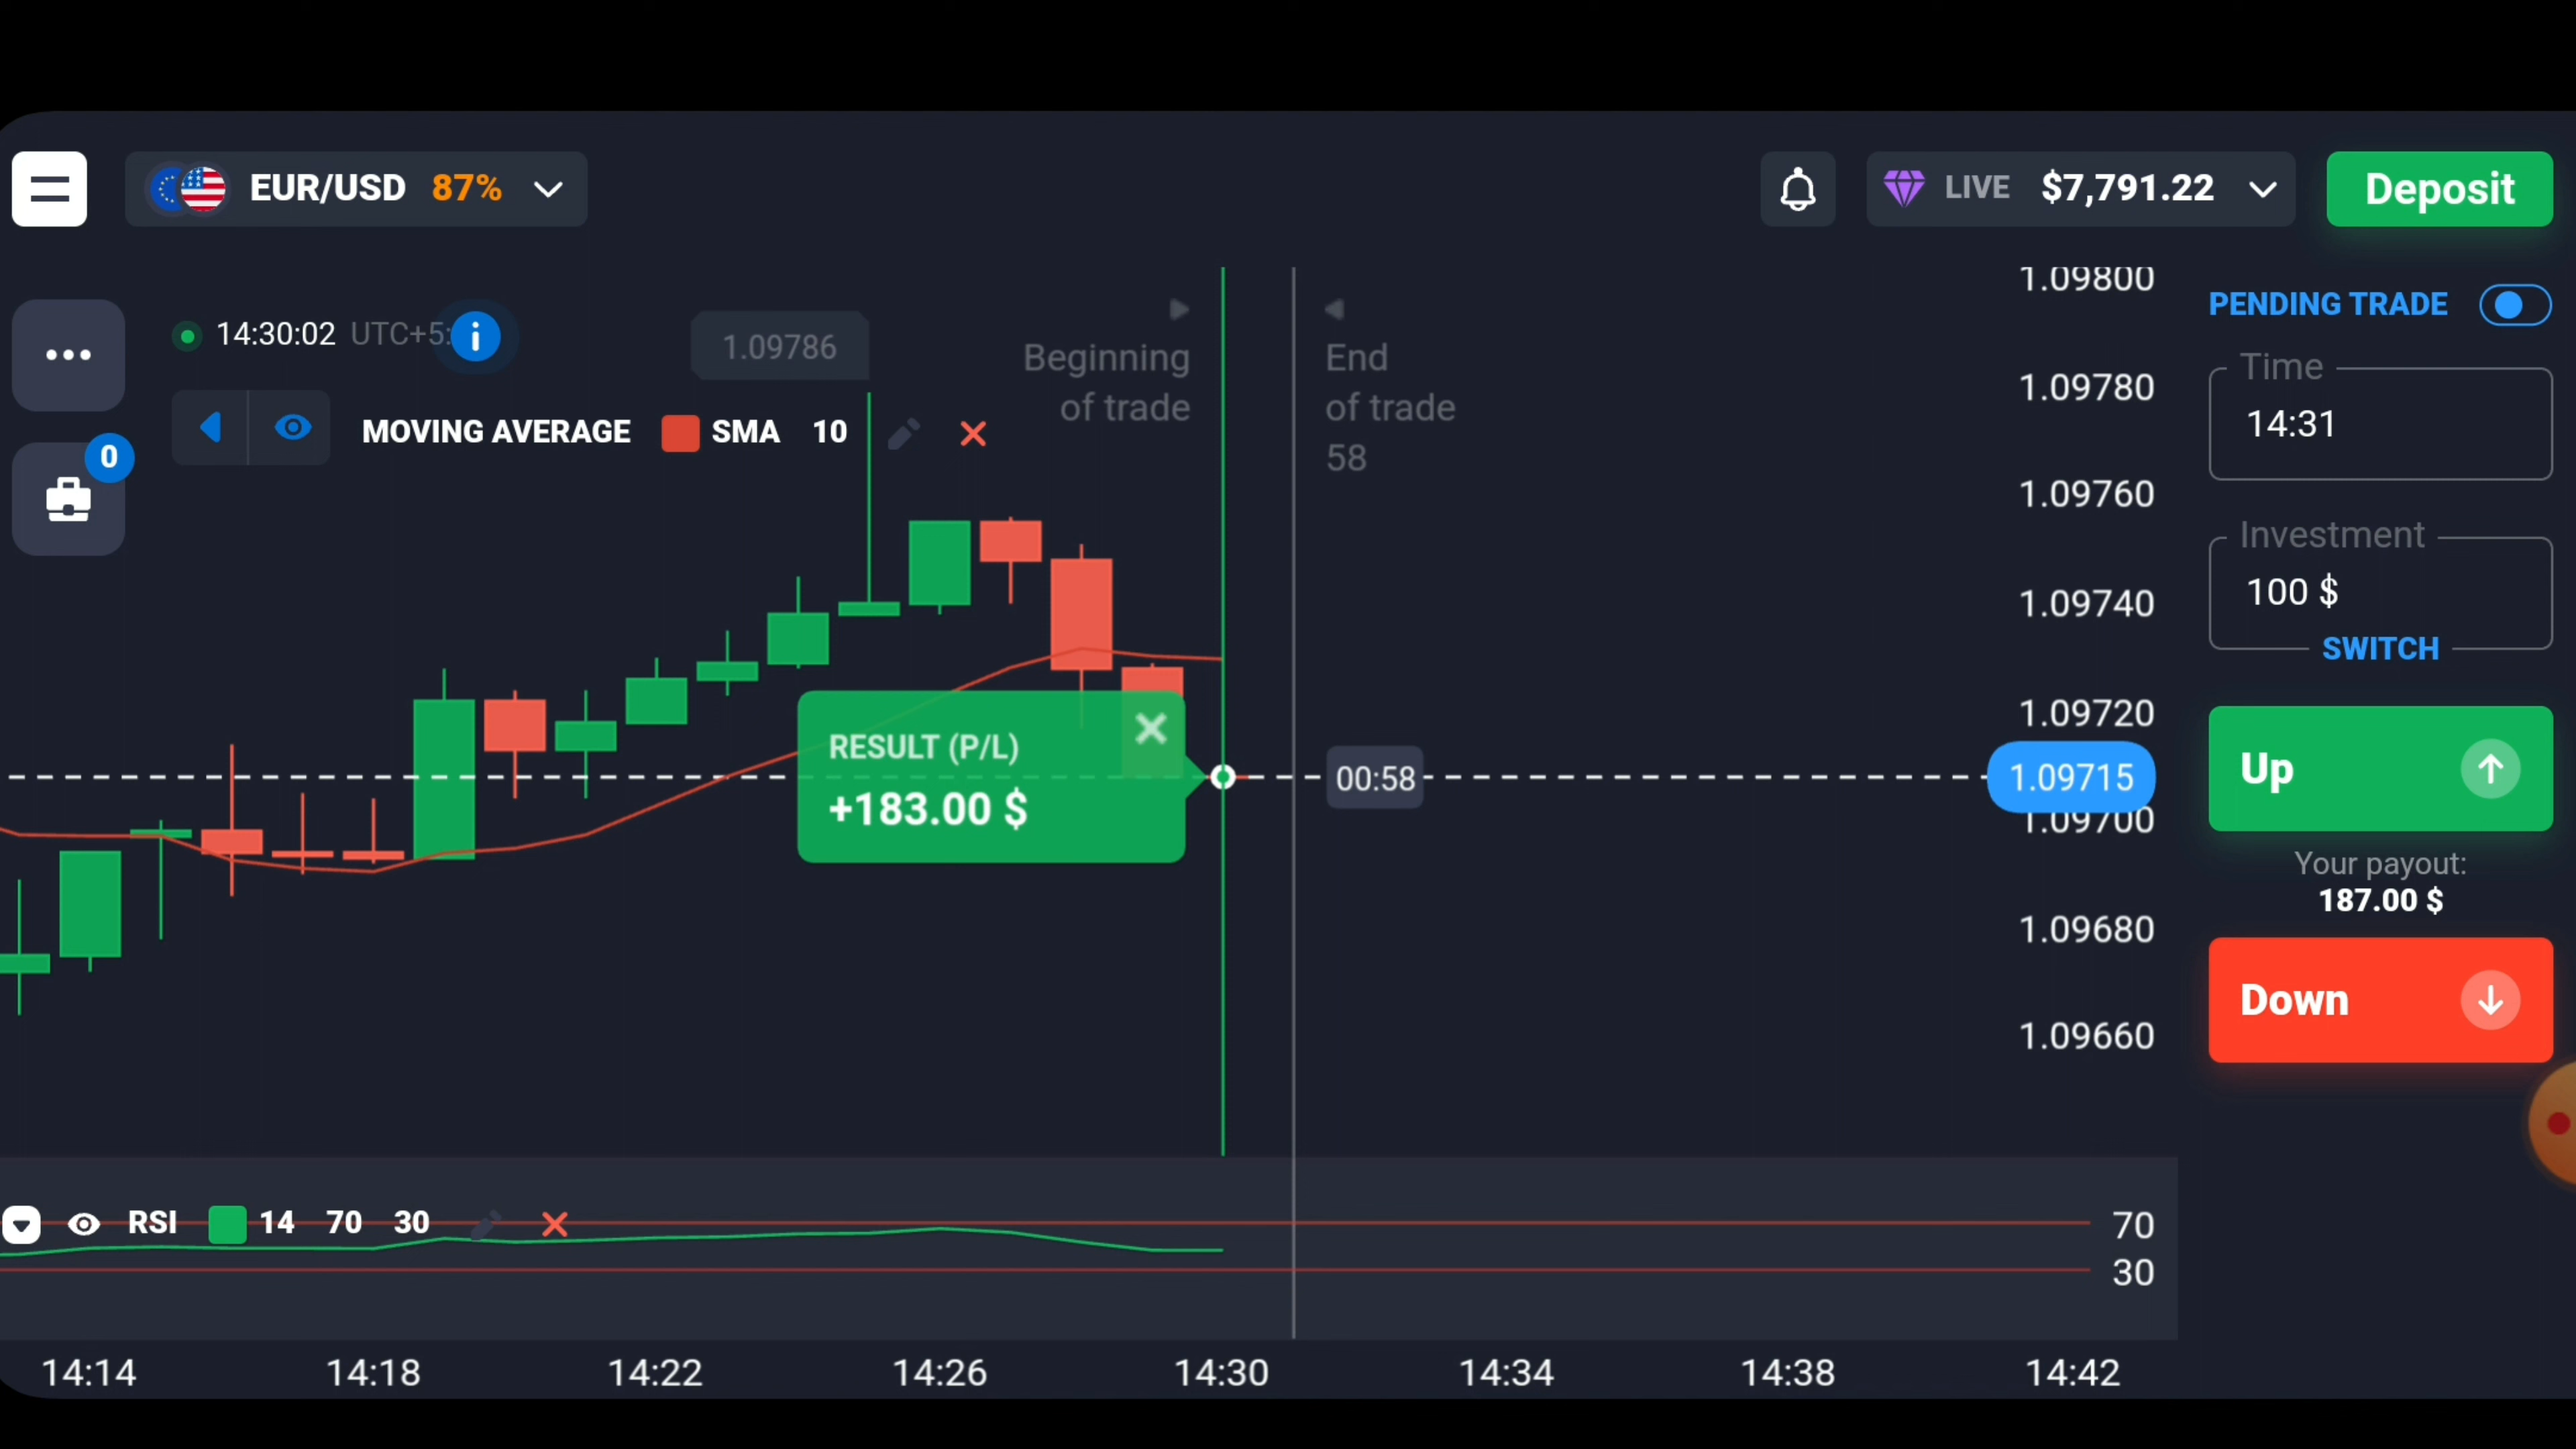 EUR/USD 87%
LIVE $7,791.22
Deposit
14:30:02 UTC+5:
1.09786
MOVING AVERAGE SMA 10
Beginning
of trade
End
of trade
58
0
RESULT (P/L)
+183.00 $
00:58
1.09800
1.09780
1.09760
1.09740
1.09720
1.09715
1.09700
1.09680
1.09660
PENDING TRADE
Time
14:31
Investment
100 $
SWITCH
Up
Your payout:
187.00 $
Down
RSI 14 70 30
70
30
14:14 14:18 14:22 14:26 14:30 14:34 14:38 14:42